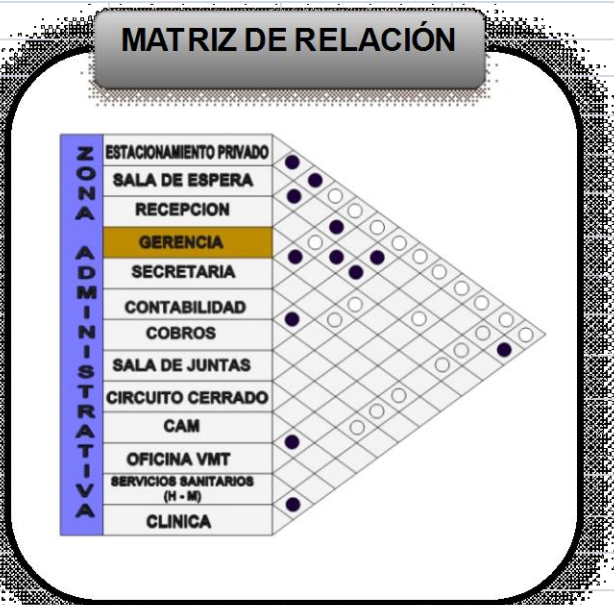 MATRIZ DE RELACIÓN
ZONA ADMINISTRATIVA
ESTACIONAMIENTO PRIVADO
SALA DE ESPERA
RECEPCION
GERENCIA
SECRETARIA
CONTABILIDAD
COBROS
SALA DE JUNTAS
CIRCUITO CERRADO
CAM
OFICINA VMT
SERVICIOS SANITARIOS
(H - M)
CLINICA